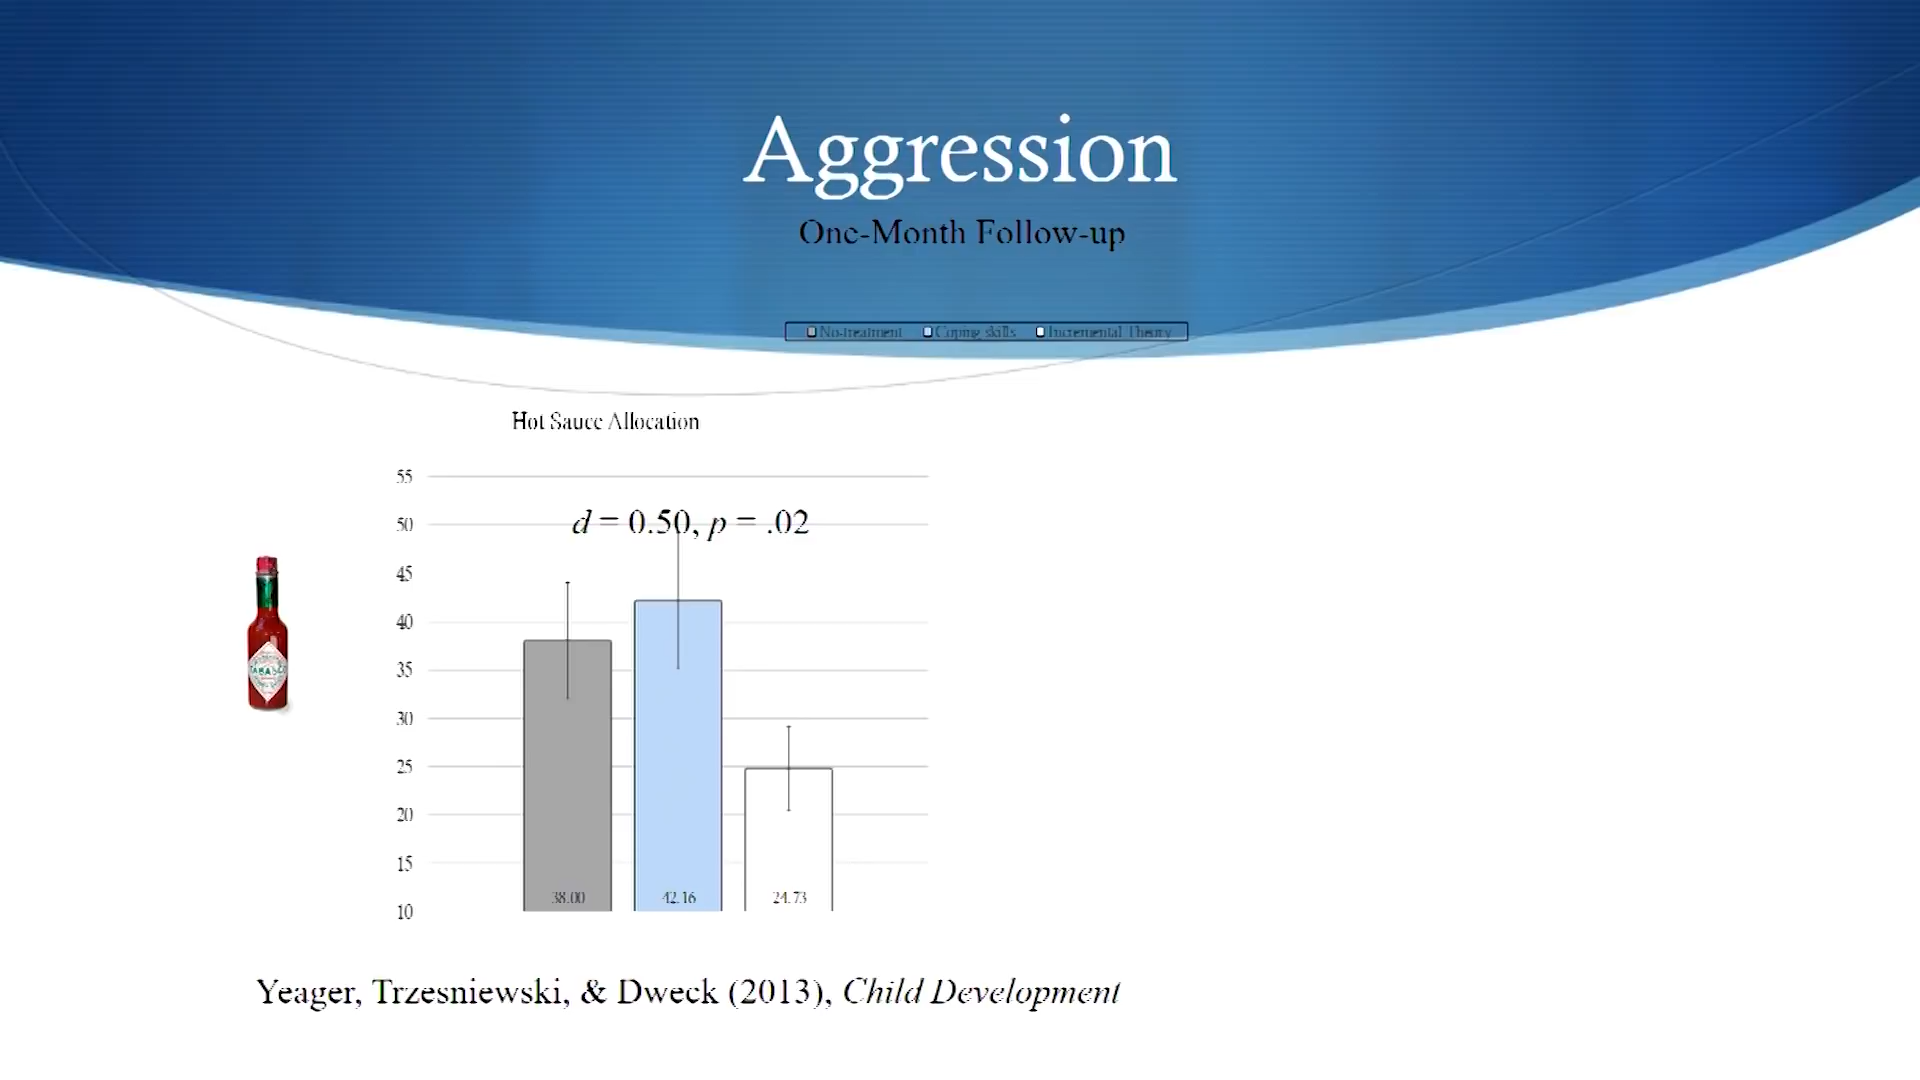 Aggression
One-Month Follow-up
No-treatment Coping skills Incremental Theory
Hot Sauce Allocation
55
d = 0.50, p = .02
50
45
40
35
30
25
20
15
10
38.00 42.16 24.73
TABASCO
Yeager, Trzesniewski, & Dweck (2013), Child Development